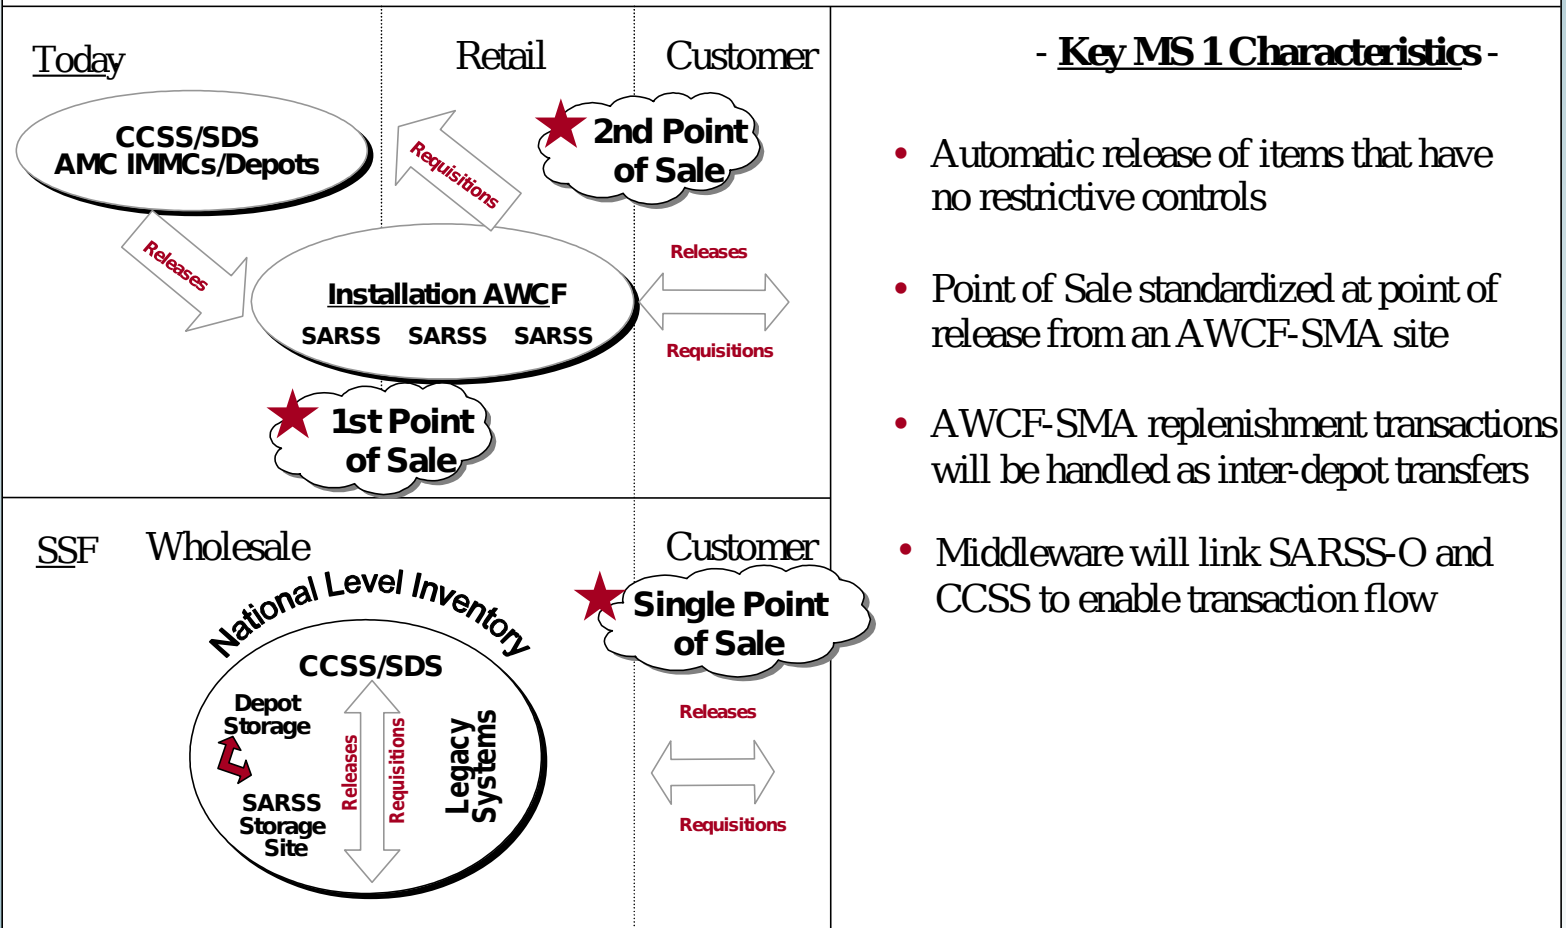 Today
Retail
Customer
CCSS/SDS
AMC IMMCs/Depots
Requisitions
2nd Point
of Sale
Releases
Installation AWCF
SARSS SARSS SARSS
Releases
Requisitions
1st Point
of Sale
SSF
Wholesale
Customer
National Level Inventory
Single Point
of Sale
CCSS/SDS
Depot
Storage
SARSS
Storage
Site
Releases
Requisitions
Legacy
Systems
Releases
Requisitions
- Key MS 1 Characteristics -
• Automatic release of items that have
no restrictive controls
• Point of Sale standardized at point of
release from an AWCF-SMA site
• AWCF-SMA replenishment transactions
will be handled as inter-depot transfers
• Middleware will link SARSS-O and
CCSS to enable transaction flow